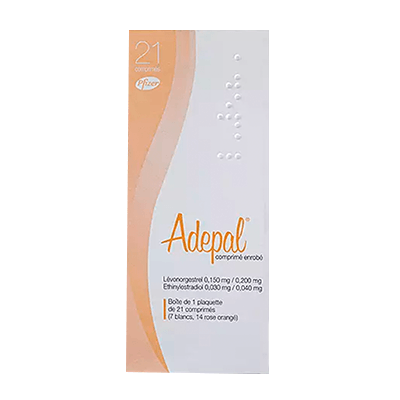 21
comprimés
Pfizer
Adepal®
comprimé enrobé
Lévonorgestrel 0,150 mg / 0,200 mg
Ethinylestradiol 0,030 mg / 0,040 mg
Boîte de 1 plaquette
de 21 comprimés
(7 blancs, 14 rose orangé)